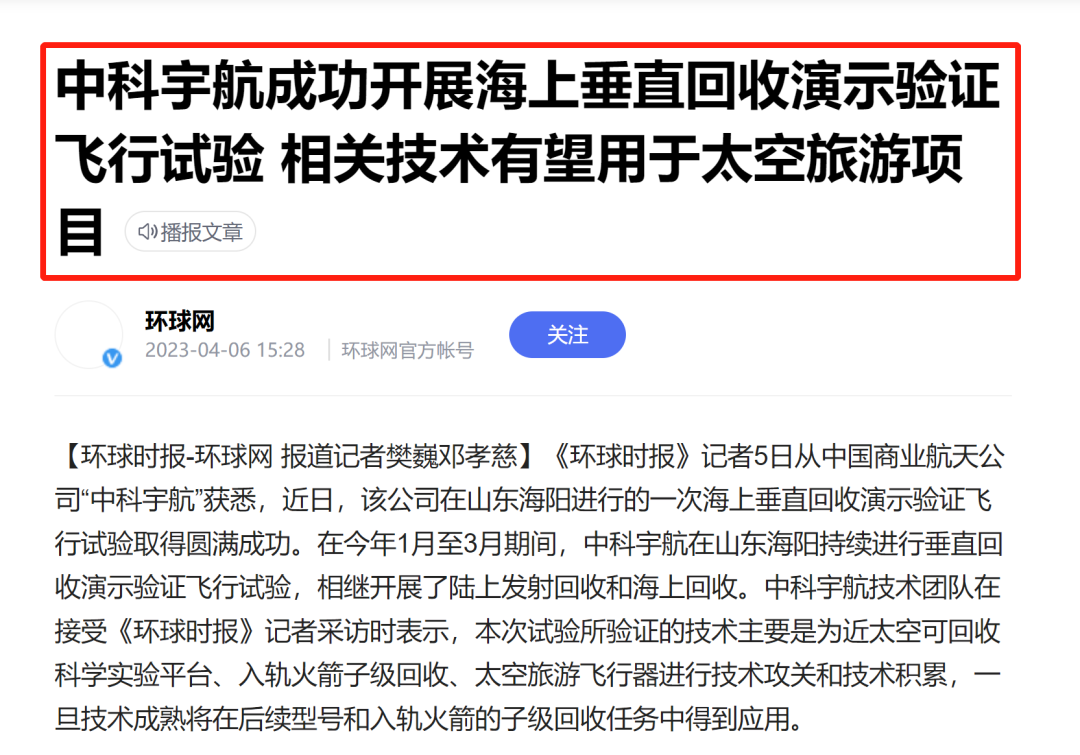 中科宇航成功开展海上垂直回收演示验证
飞行试验 相关技术有望用于太空旅游项
目 播报文章
环球网
2023-04-06 15:28 环球网官方帐号
关注
【环球时报-环球网 报道记者樊巍邓孝慈】《环球时报》记者5日从中国商业航天公
司“中科宇航”获悉，近日，该公司在山东海阳进行的一次海上垂直回收演示验证飞
行试验取得圆满成功。在今年1月至3月期间，中科宇航在山东海阳持续进行垂直回
收演示验证飞行试验，相继开展了陆上发射回收和海上回收。中科宇航技术团队在
接受《环球时报》记者采访时表示，本次试验所验证的技术主要是为近太空可回收
科学实验平台、入轨火箭子级回收、太空旅游飞行器进行技术攻关和技术积累，一
旦技术成熟将在后续型号和入轨火箭的子级回收任务中得到应用。